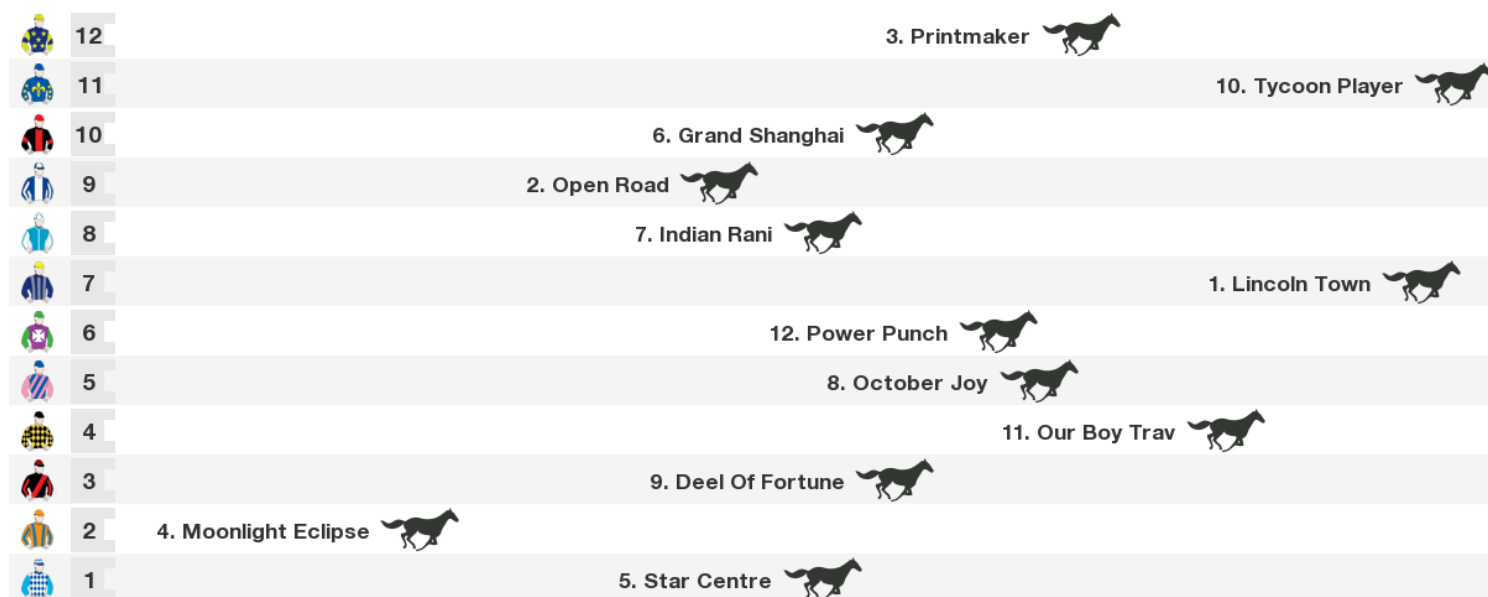 12 3. Printmaker
11 10. Tycoon Player
10 6. Grand Shanghai
9 2. Open Road
8 7. Indian Rani
7 1. Lincoln Town
6 12. Power Punch
5 8. October Joy
4 11. Our Boy Trav
3 9. Deel Of Fortune
2 4. Moonlight Eclipse
1 5. Star Centre